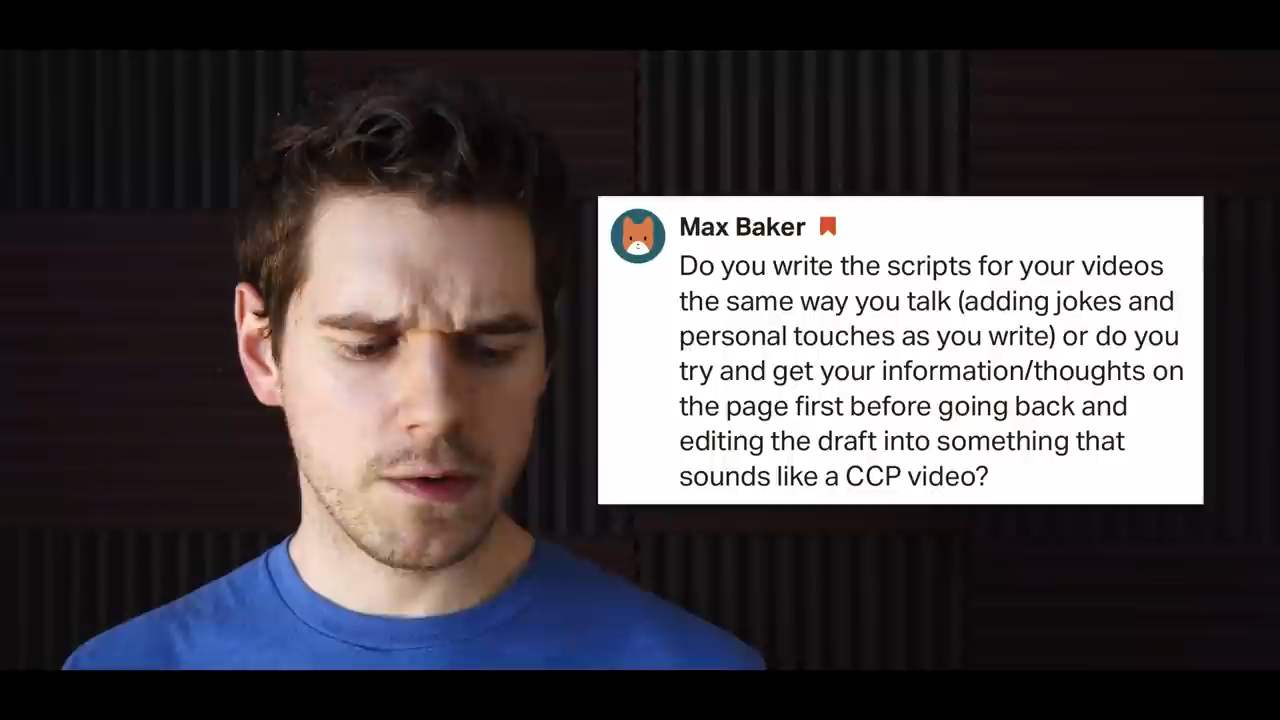 Max Baker
Do you write the scripts for your videos
the same way you talk (adding jokes and
personal touches as you write) or do you
try and get your information/thoughts on
the page first before going back and
editing the draft into something that
sounds like a CCP video?